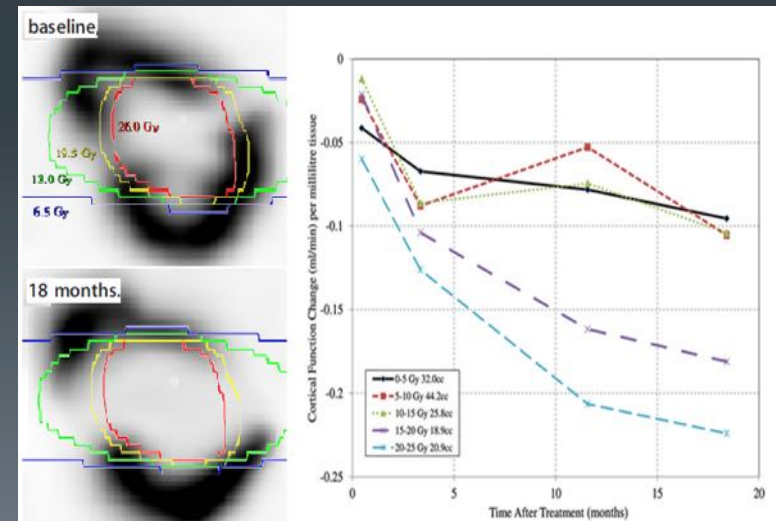 baseline,
26.0 Gy
19.5 Gy
13.0 Gy
6.5 Gy
18 months.
Cortical Function Change (ml/min) per millilitre tissue
0
-0.05
-0.1
-0.15
-0.2
-0.25
0-5 Gy 32.0cc
5-10 Gy 44.2cc
10-15 Gy 25.8cc
15-20 Gy 18.9cc
20-25 Gy 20.9cc
0 5 10 15 20
Time After Treatment (months)